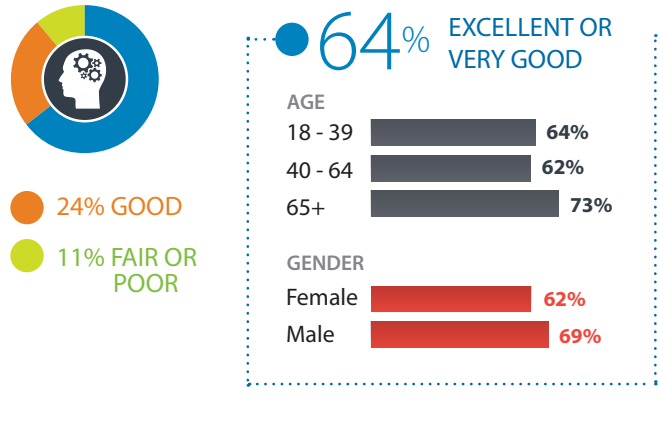 64% EXCELLENT OR
VERY GOOD
AGE
18 - 39 64%
40 - 64 62%
65+ 73%
GENDER
Female 62%
Male 69%
24% GOOD
11% FAIR OR
POOR